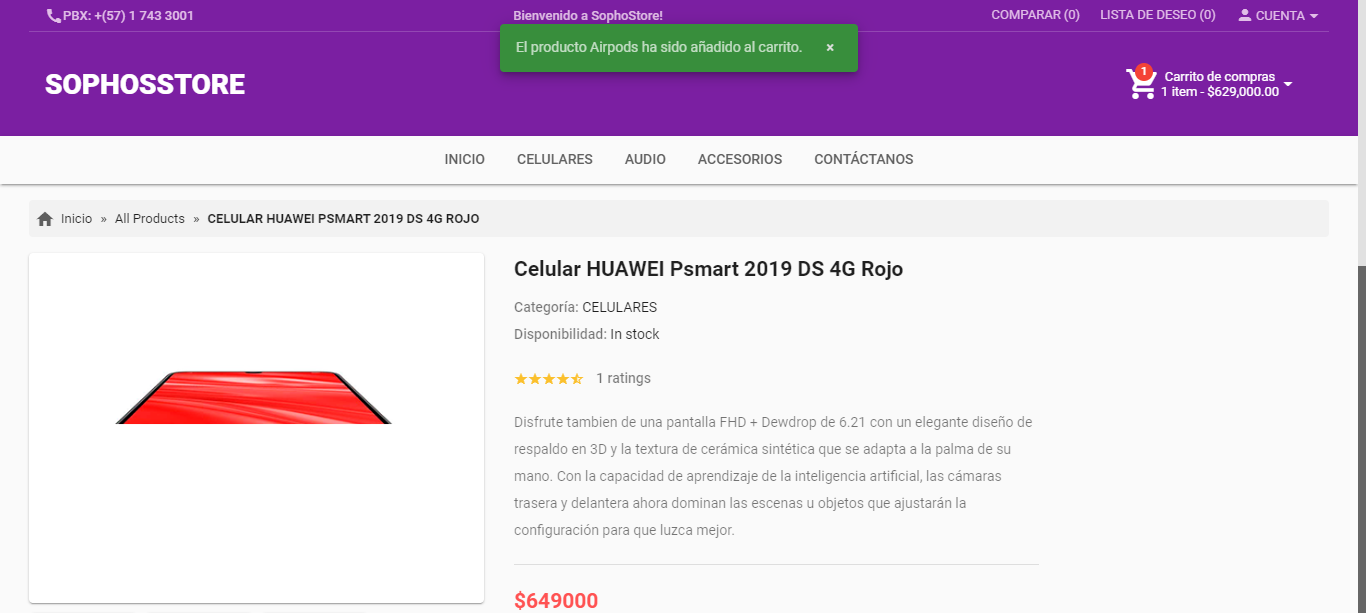 PBX: +(57) 1 743 3001
Bienvenido a SophoStore!
COMPARAR (0)
LISTA DE DESEO (0)
CUENTA
El producto Airpods ha sido añadido al carrito. ×
SOPHOSSTORE
1
Carrito de compras
1 item - $629,000.00
INICIO
CELULARES
AUDIO
ACCESORIOS
CONTÁCTANOS
Inicio » All Products » CELULAR HUAWEI PSMART 2019 DS 4G ROJO
Celular HUAWEI Psmart 2019 DS 4G Rojo
Categoría: CELULARES
Disponibilidad: In stock
1 ratings
Disfrute tambien de una pantalla FHD + Dewdrop de 6.21 con un elegante diseño de
respaldo en 3D y la textura de cerámica sintética que se adapta a la palma de su
mano. Con la capacidad de aprendizaje de la inteligencia artificial, las cámaras
trasera y delantera ahora dominan las escenas u objetos que ajustarán la
configuración para que luzca mejor.
$649000